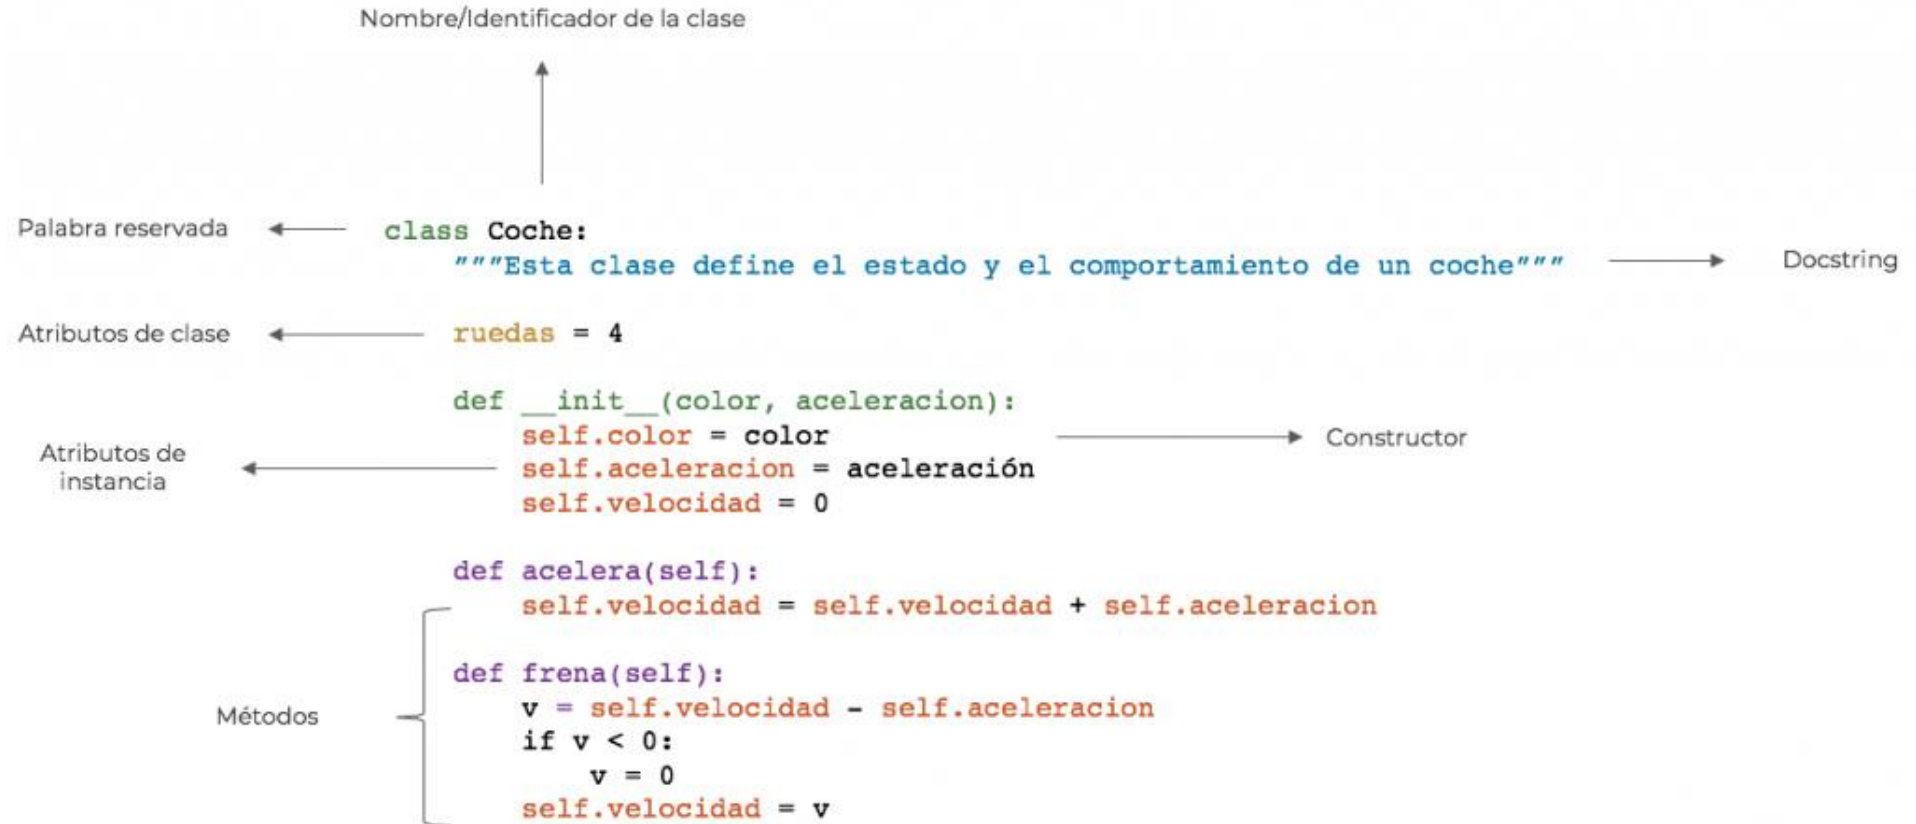 Nombre/Identificador de la clase
Palabra reservada
class Coche:
"""Esta clase define el estado y el comportamiento de un coche"""
Docstring
Atributos de clase
ruedas = 4
def __init__(color, aceleracion):
self.color = color
Constructor
Atributos de
instancia
self.aceleracion = aceleración
self.velocidad = 0
def acelera(self):
self.velocidad = self.velocidad + self.aceleracion
def frena(self):
Métodos
v = self.velocidad - self.aceleracion
if v < 0:
v = 0
self.velocidad = v